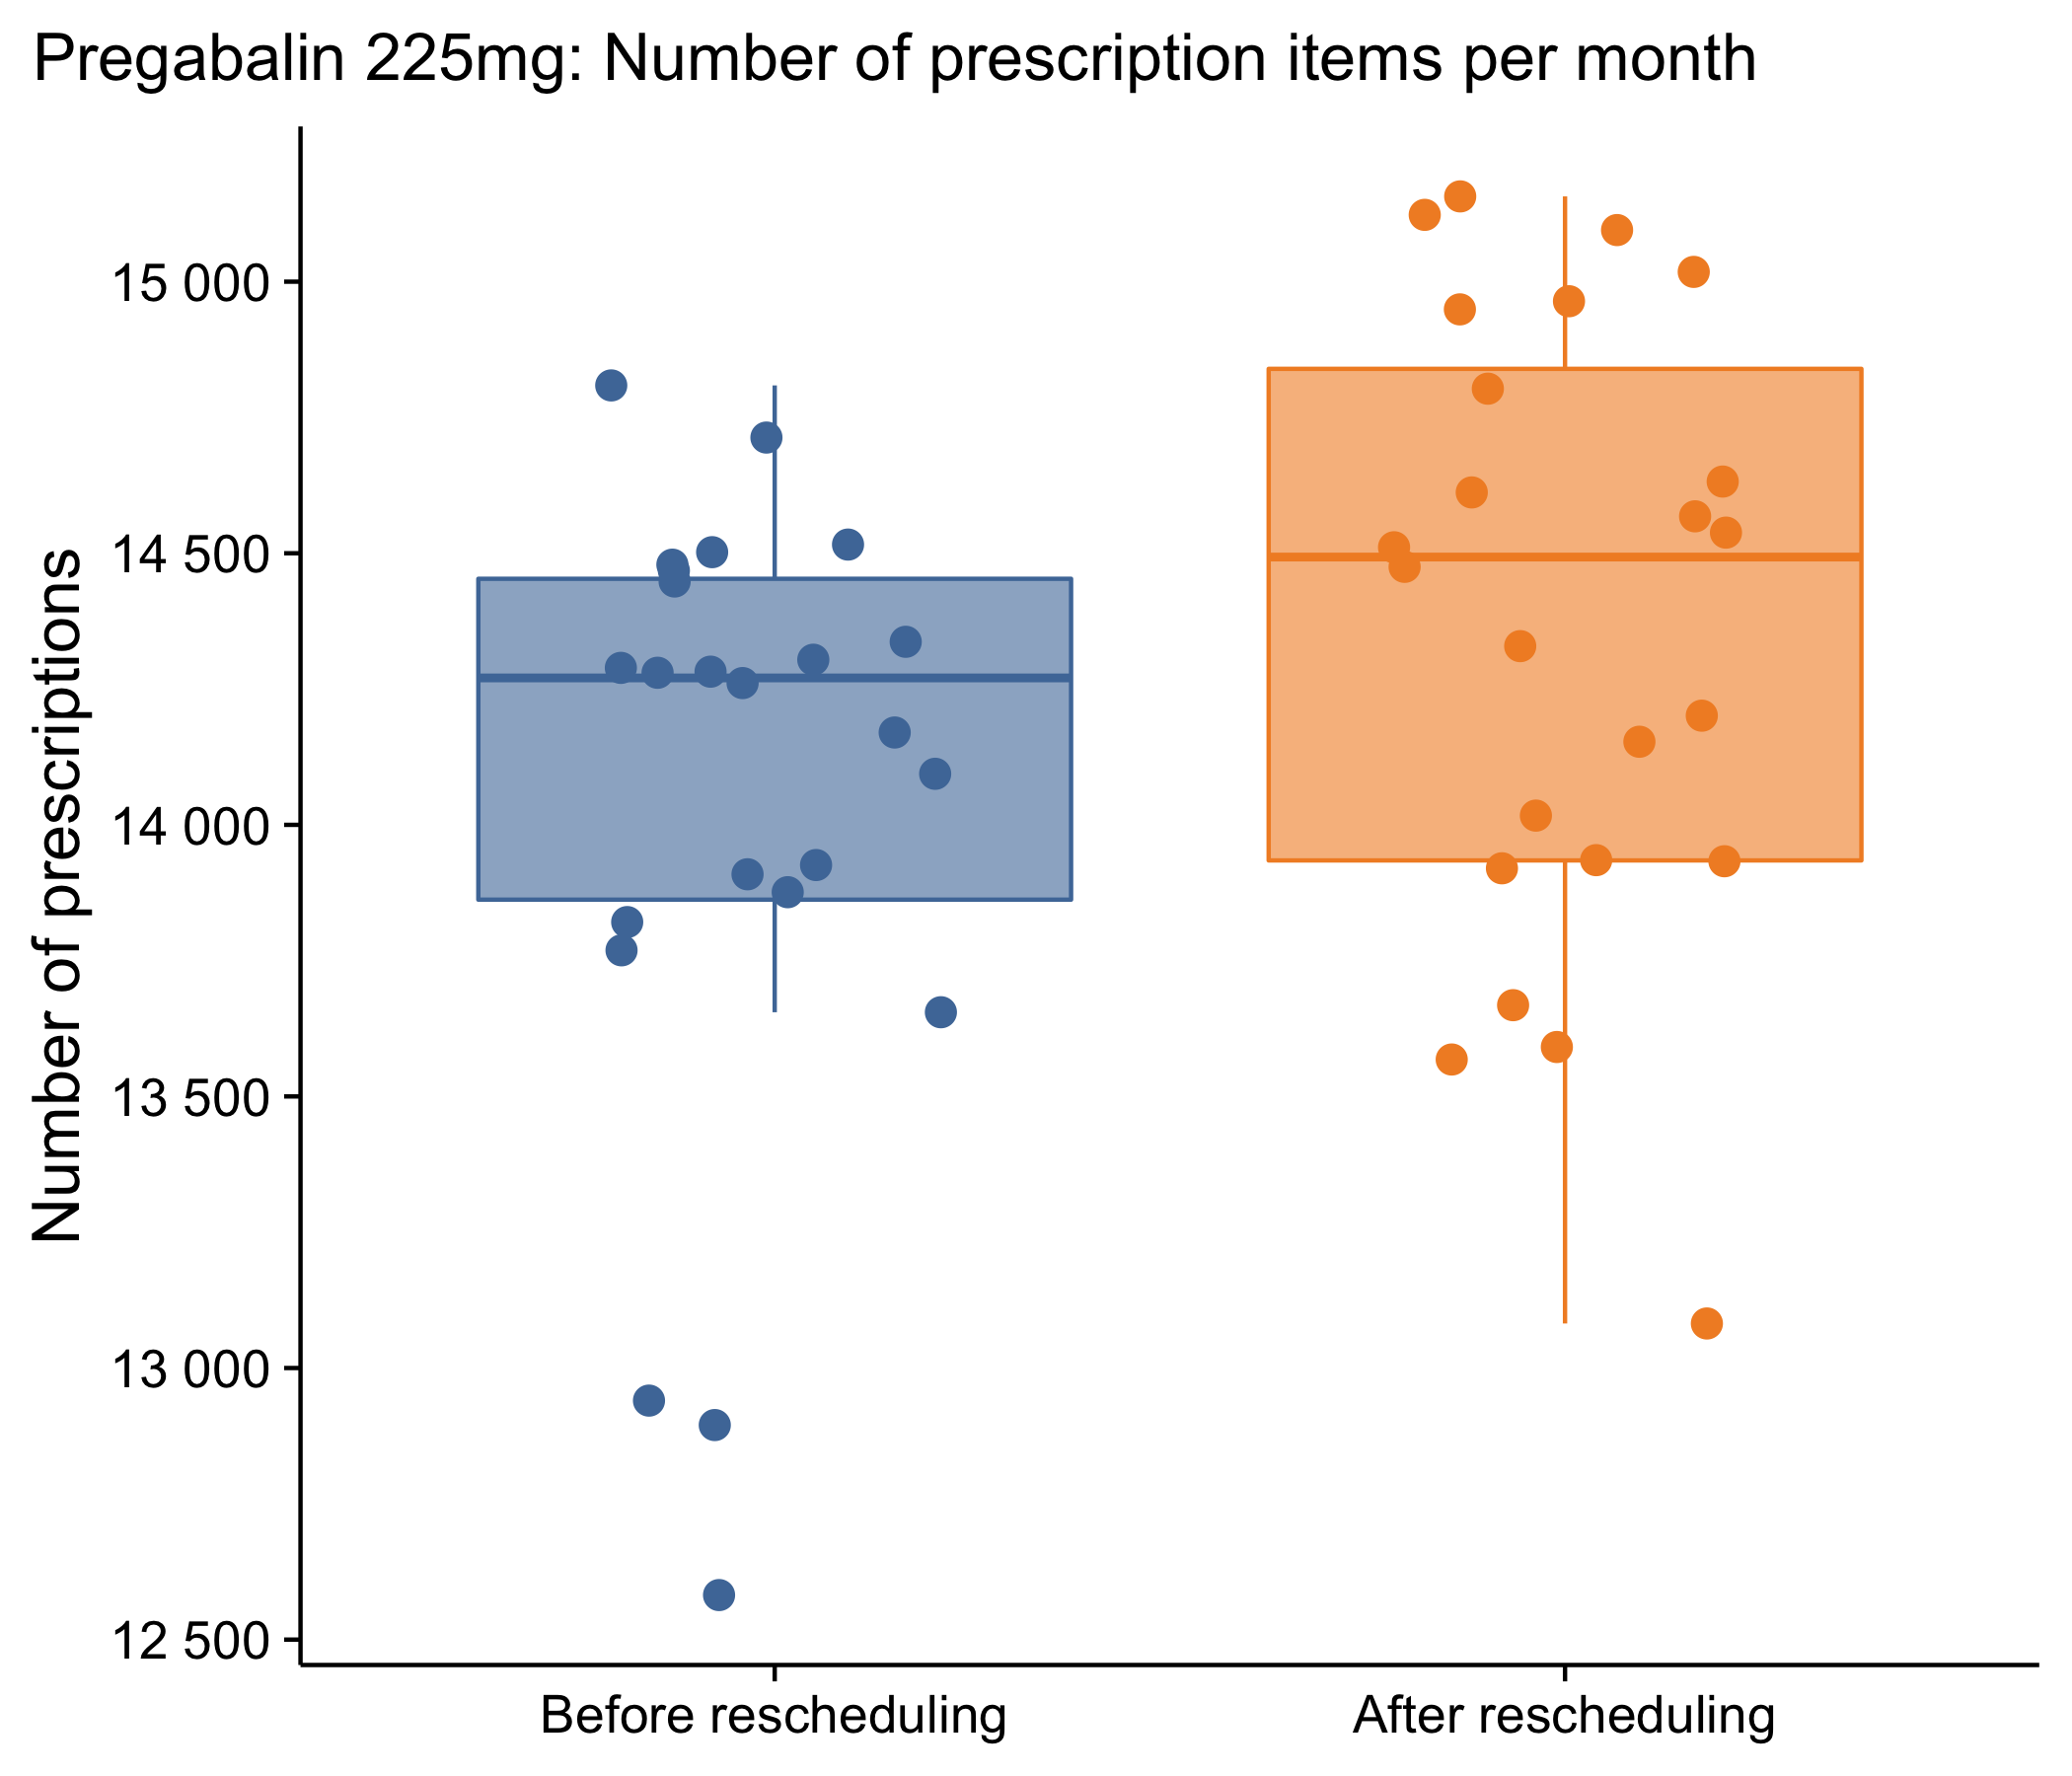 Pregabalin 225mg: Number of prescription items per month
Number of prescriptions
15 000
14 500
14 000
13 500
13 000
12 500
Before rescheduling
After rescheduling